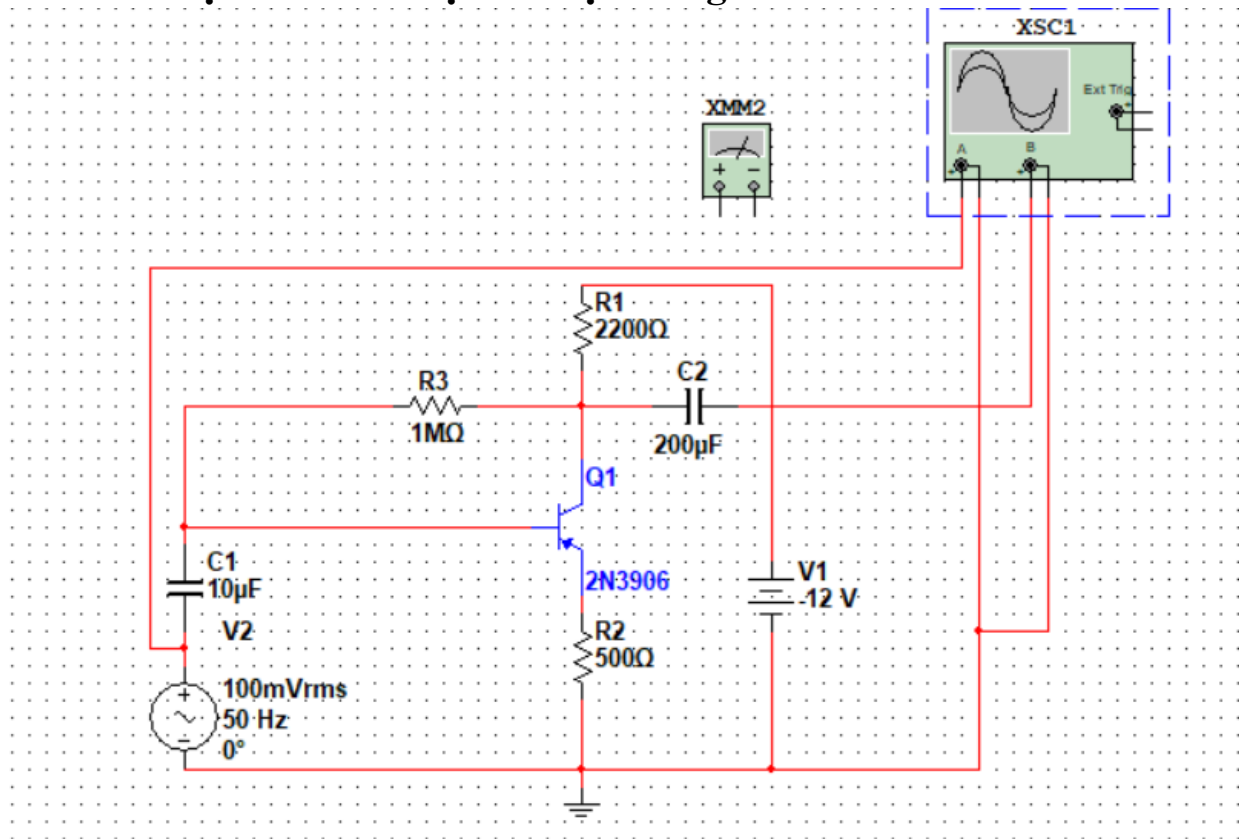 XSC1
Ext Trig
A
B
XMM2
R1
2200Ω
C2
200µF
R3
1MΩ
Q1
2N3906
C1
10µF
V2
100mVrms
50 Hz
0°
R2
500Ω
V1
-12 V